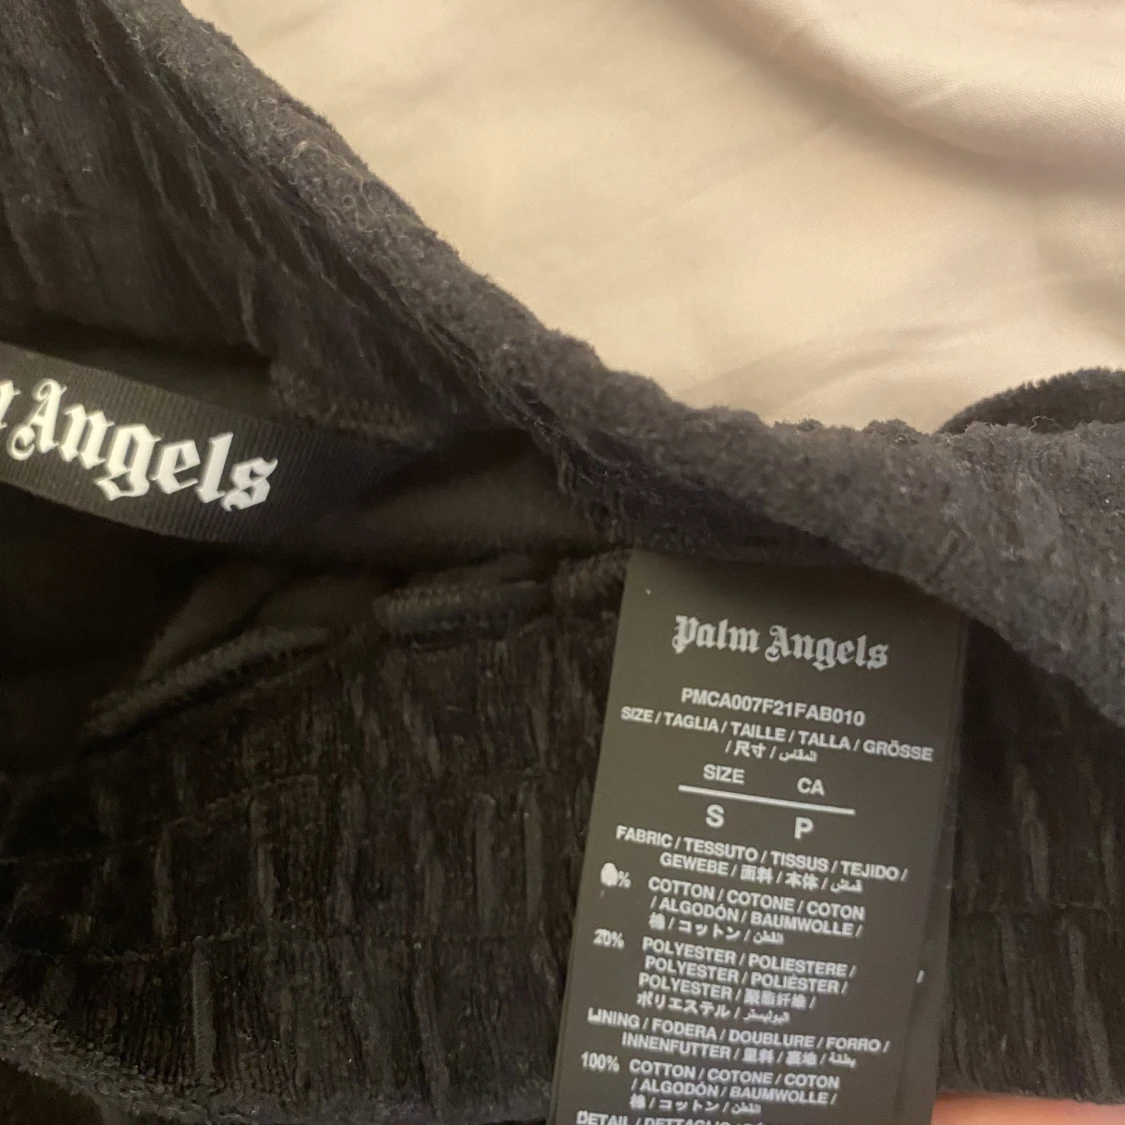 Angels
Palm Angels
PMCA007F21FAB010
SIZE / TAGLIA / TAILLE / TALLA / GRÖSSE
/ 尺寸 / المقاس
SIZE CA
S P
FABRIC / TESSUTO / TISSUS / TEJIDO /
GEWEBE / 面料 / 本体 / قماش
COTTON / COTONE / COTON
/ ALGODÓN / BAUMWOLLE /
棉 / コットン / القطن
20% POLYESTER / POLIESTERE /
POLYESTER / POLIÉSTER /
POLYESTER / 聚酯纤维 /
ポリエステル / البوليستر
LINING / FODERA / DOUBLURE / FORRO /
INNENFUTTER / 里料 / 裏地 / بطانة
100% COTTON / COTONE / COTON
/ ALGODÓN / BAUMWOLLE /
棉 / コットン / القطن
DETAIL / DETTAGLIO /